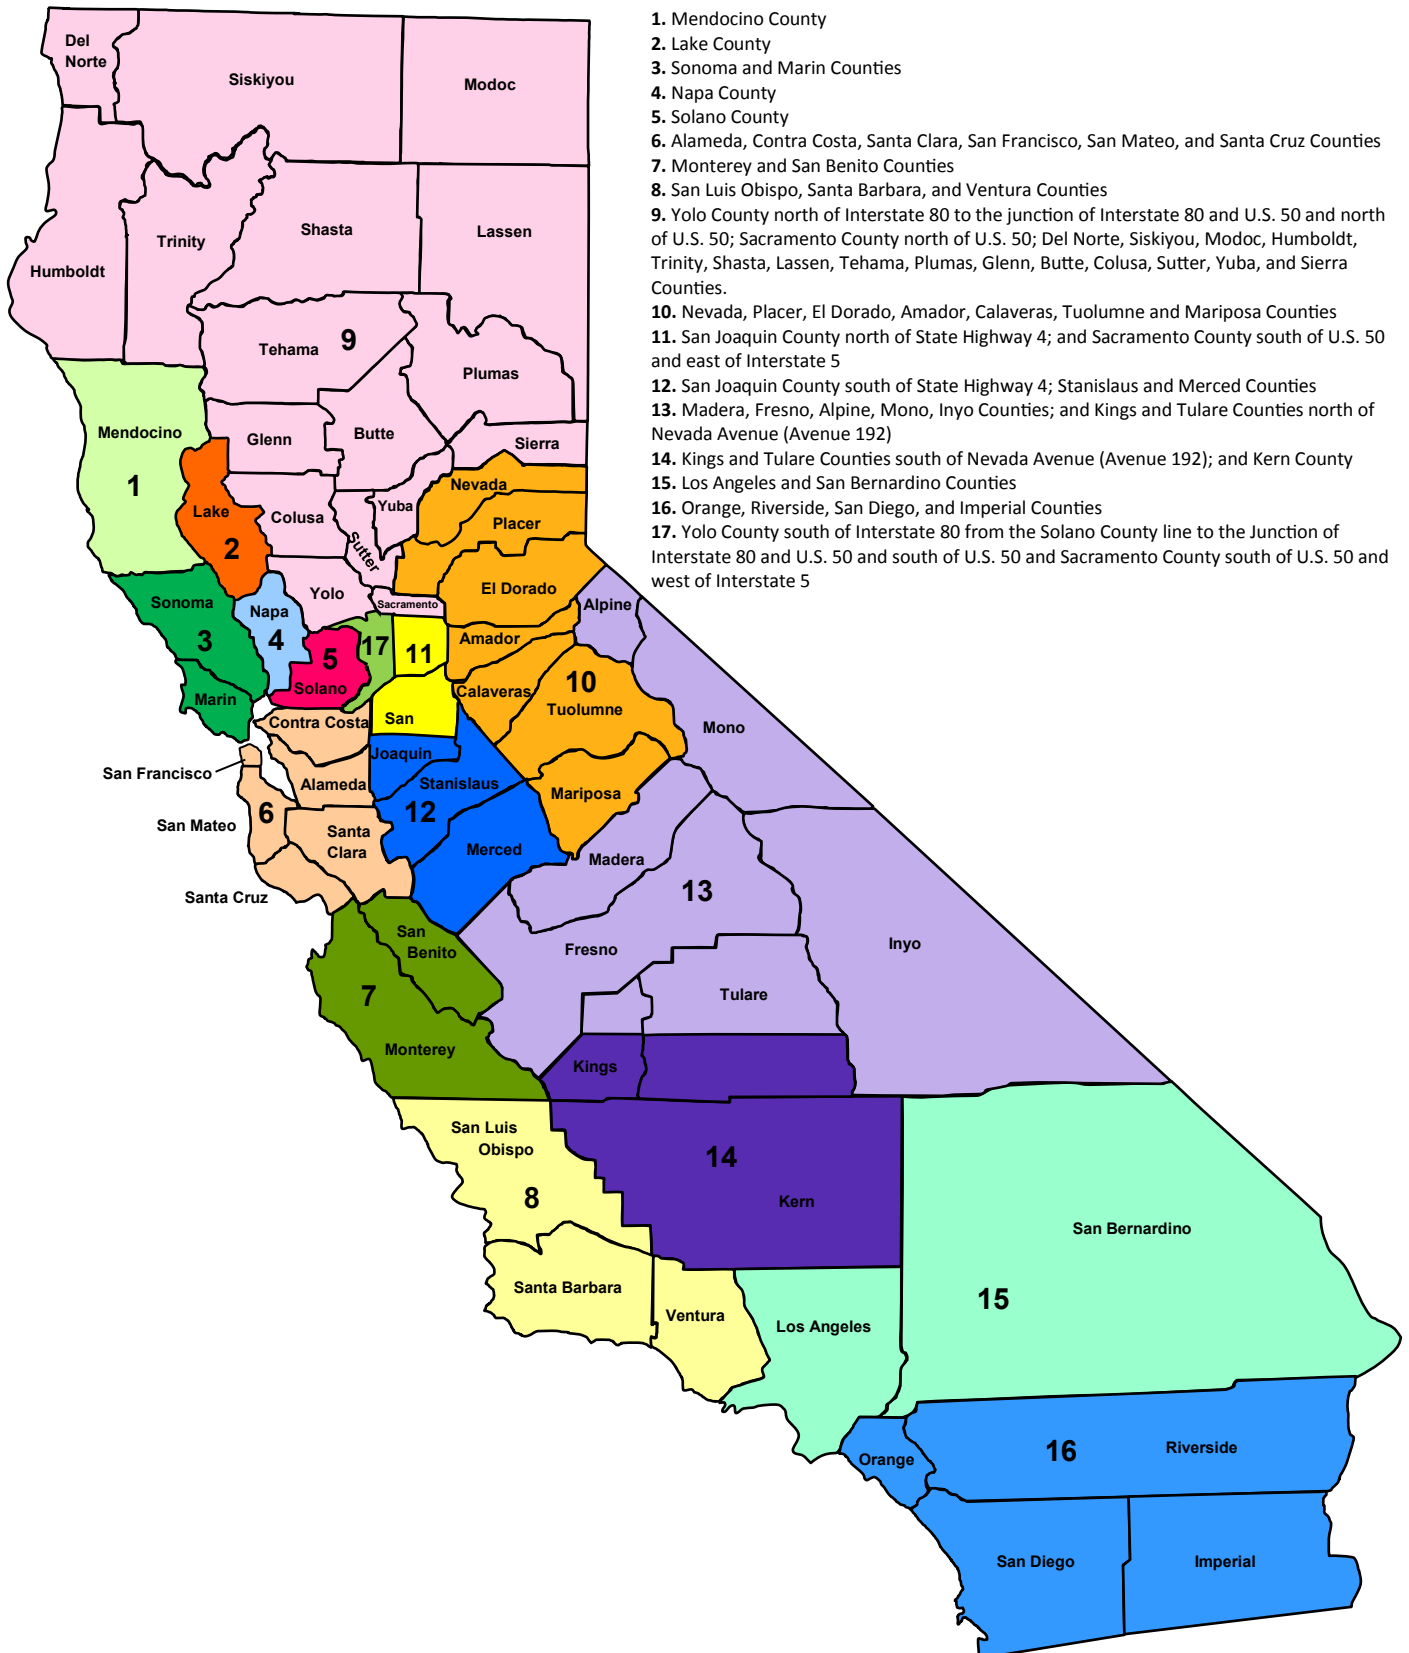 1. Mendocino County
2. Lake County
3. Sonoma and Marin Counties
4. Napa County
5. Solano County
6. Alameda, Contra Costa, Santa Clara, San Francisco, San Mateo, and Santa Cruz Counties
7. Monterey and San Benito Counties
8. San Luis Obispo, Santa Barbara, and Ventura Counties
9. Yolo County north of Interstate 80 to the junction of Interstate 80 and U.S. 50 and north
of U.S. 50; Sacramento County north of U.S. 50; Del Norte, Siskiyou, Modoc, Humboldt,
Trinity, Shasta, Lassen, Tehama, Plumas, Glenn, Butte, Colusa, Sutter, Yuba, and Sierra
Counties.
10. Nevada, Placer, El Dorado, Amador, Calaveras, Tuolumne and Mariposa Counties
11. San Joaquin County north of State Highway 4; and Sacramento County south of U.S. 50
and east of Interstate 5
12. San Joaquin County south of State Highway 4; Stanislaus and Merced Counties
13. Madera, Fresno, Alpine, Mono, Inyo Counties; and Kings and Tulare Counties north of
Nevada Avenue (Avenue 192)
14. Kings and Tulare Counties south of Nevada Avenue (Avenue 192); and Kern County
15. Los Angeles and San Bernardino Counties
16. Orange, Riverside, San Diego, and Imperial Counties
17. Yolo County south of Interstate 80 from the Solano County line to the Junction of
Interstate 80 and U.S. 50 and south of U.S. 50 and Sacramento County south of U.S. 50 and
west of Interstate 5
Del
Norte
Siskiyou
Modoc
Humboldt
Trinity
Shasta
Lassen
Tehama
9
Plumas
Mendocino
1
Glenn
Butte
Sierra
Lake
2
Colusa
Sutter
Yuba
Nevada
Placer
El Dorado
Yolo
Sacramento
Alpine
Sonoma
3
Napa
4
5
Solano
17
11
Amador
Marin
Calaveras
10
Tuolumne
Mono
Contra Costa
San
Joaquin
San Francisco
Alameda
Stanislaus
Mariposa
San Mateo
6
Santa
Clara
12
Merced
Madera
13
Santa Cruz
San
Benito
Fresno
Inyo
7
Tulare
Monterey
Kings
San Luis
Obispo
14
8
Kern
San Bernardino
Santa Barbara
Ventura
Los Angeles
15
Orange
16
Riverside
San Diego
Imperial